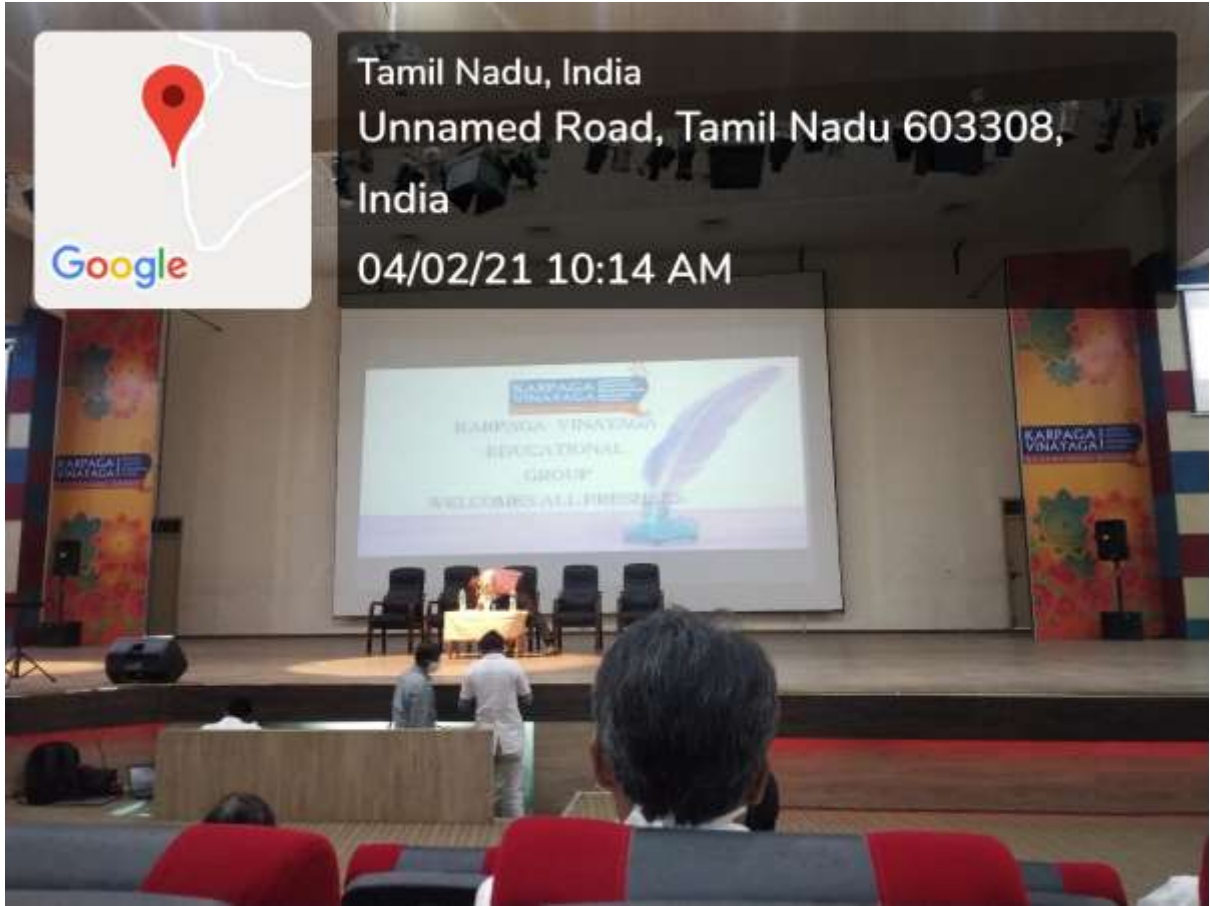 Tamil Nadu, India
Unnamed Road, Tamil Nadu 603308,
India
04/02/21 10:14 AM
Google
KARPAGA
VINAYAGA
KARPAGA VINAYAGA
EDUCATIONAL
GROUP
WELCOMES ALL
KARPAGA
VINAYAGA
KARPAGA
VINAYAGA